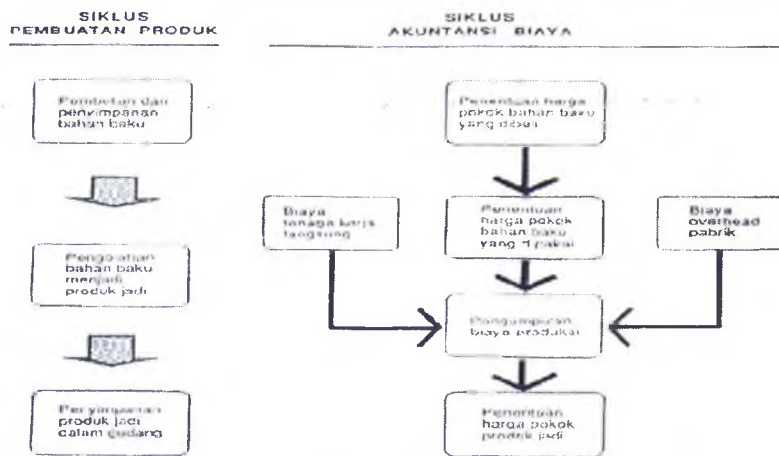 SIKLUS
PEMBUATAN PRODUK
Pembelian dan
penyimpanan
bahan baku
Pengolahan
bahan baku
menjadi
produk jadi
Penyimpanan
produk jadi
dalam gudang
SIKLUS
AKUNTANSI BIAYA
Penentuan harga
pokok bahan baku
yang dibeli
Biaya
tenaga kerja
langsung
Penentuan
harga pokok
bahan baku
yang di pakai
Biaya
overhead
pabrik
Pengumpulan
biaya produksi
Penentuan
harga pokok
produk jadi